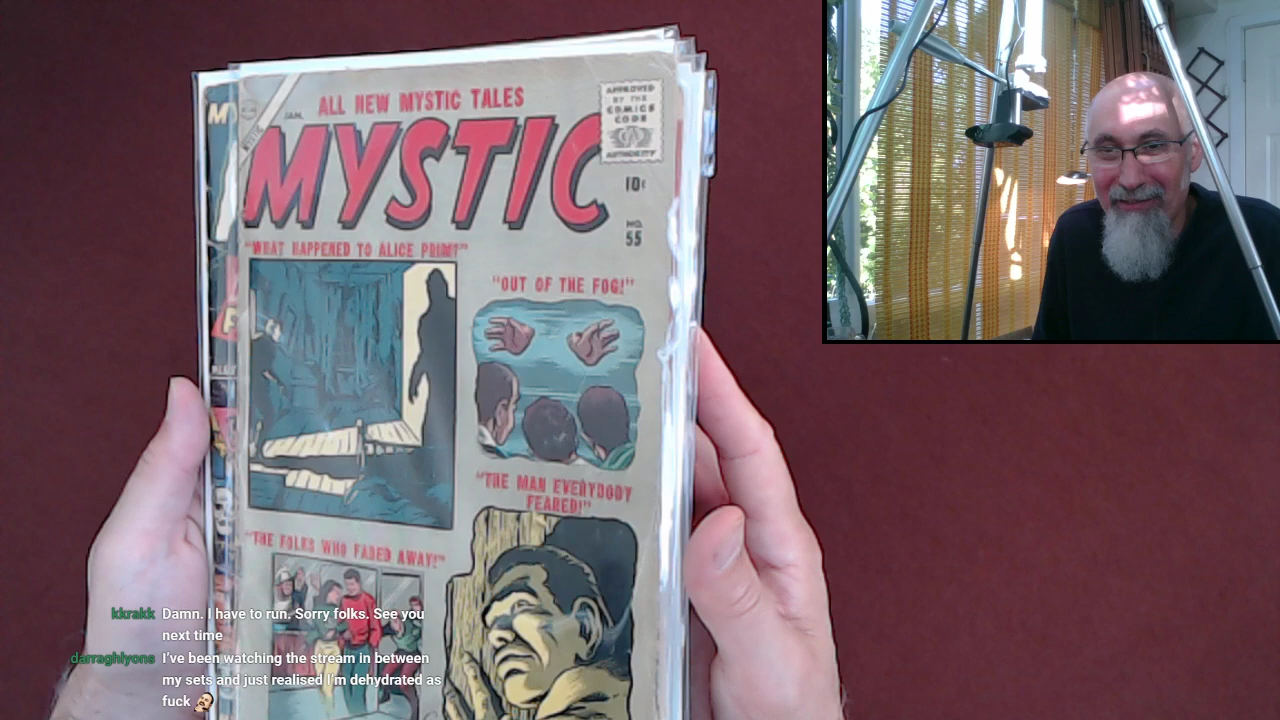 ALL NEW MYSTIC TALES
JAN.
MYSTIC
APPROVED
BY THE
COMICS
CODE
AUTHORITY
10¢
NO.
55
"WHAT HAPPENED TO ALICE PRIM?"
"OUT OF THE FOG!"
"THE MAN EVERYBODY
FEARED!"
"THE FOLKS WHO FADED AWAY!"
kkrakk Damn. I have to run. Sorry folks. See you
next time
darraghlyons I've been watching the stream in between
my sets and just realised I'm dehydrated as
fuck